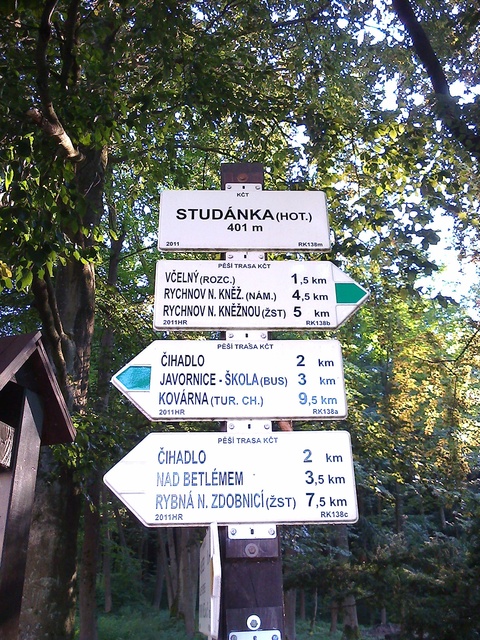 KČT
STUDÁNKA (HOT.)
401 m
2011 RK138m
PĚŠÍ TRASA KČT
VČELNÝ (ROZC.) 1,5 km
RYCHNOV N. KNĚŽ. (NÁM.) 4,5 km
RYCHNOV N. KNĚŽNOU (ŽST) 5 km
2011HR RK138b
PĚŠÍ TRASA KČT
ČIHADLO 2 km
JAVORNICE - ŠKOLA (BUS) 3 km
KOVÁRNA (TUR. CH.) 9,5 km
2011HR RK138a
PĚŠÍ TRASA KČT
ČIHADLO 2 km
NAD BETLÉMEM 3,5 km
RYBNÁ N. ZDOBNICÍ (ŽST) 7,5 km
2011HR RK138c